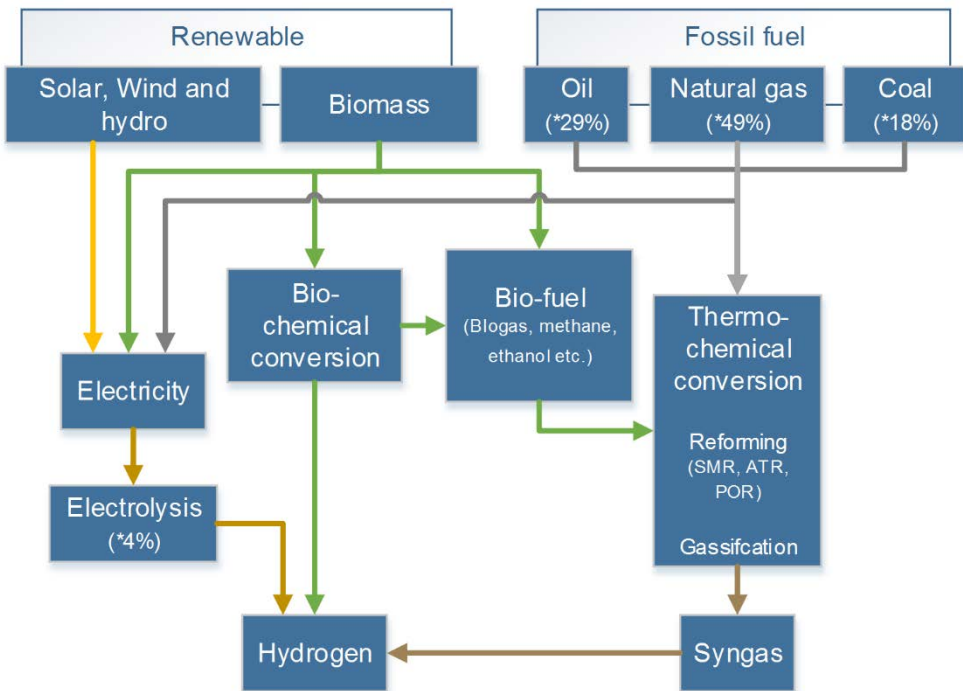 Renewable
Fossil fuel
Solar, Wind and
hydro
Biomass
Oil
(*29%)
Natural gas
(*49%)
Coal
(*18%)
Bio-
chemical
conversion
Bio-fuel
(Blogas, methane,
ethanol etc.)
Thermo-
chemical
conversion
Reforming
(SMR, ATR,
POR)
Gassifcation
Electricity
Electrolysis
(*4%)
Hydrogen
Syngas